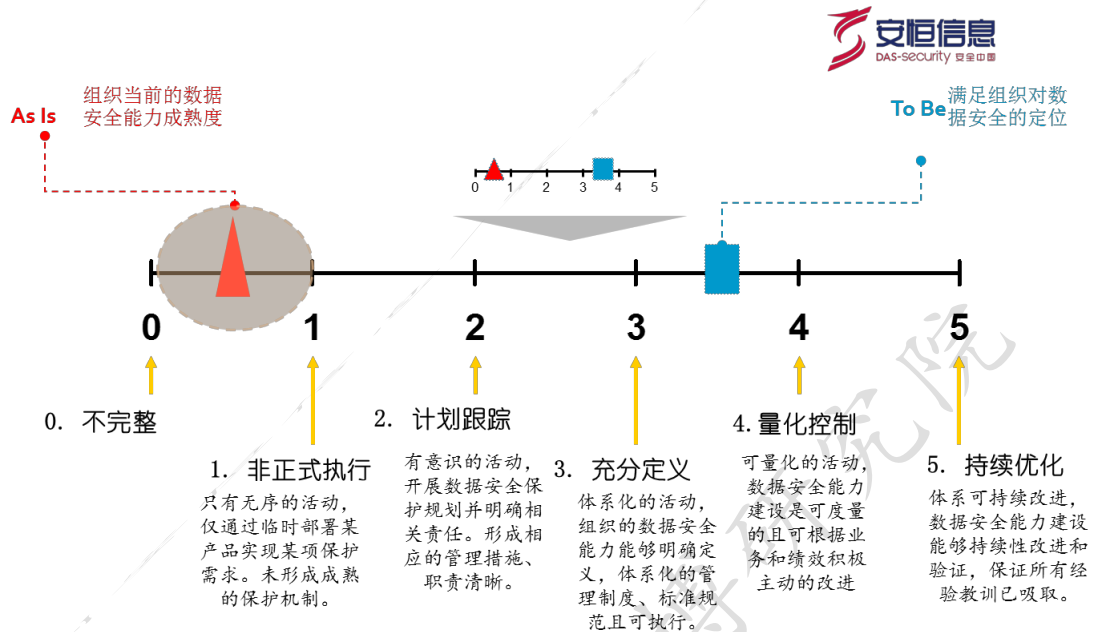 安恒信息
DAS-security 安全中国
As Is
组织当前的数据
安全能力成熟度
To Be
满足组织对数
据安全的定位
0 1 2 3 4 5
0 1 2 3 4 5
0. 不完整
1. 非正式执行
只有无序的活动，
仅通过临时部署某
产品实现某项保护
需求。未形成成熟
的保护机制。
2. 计划跟踪
有意识的活动，
开展数据安全保
护规划并明确相
关责任。形成相
应的管理措施、
职责清晰。
3. 充分定义
体系化的活动，
组织的数据安全
能力能够明确定
义，体系化的管
理制度、标准规
范且可执行。
4.量化控制
可量化的活动，
数据安全能力
建设是可度量
的且可根据业
务和绩效积极
主动的改进
5. 持续优化
体系可持续改进，
数据安全能力建设
能够持续性改进和
验证，保证所有经
验教训已吸取。
博研究院